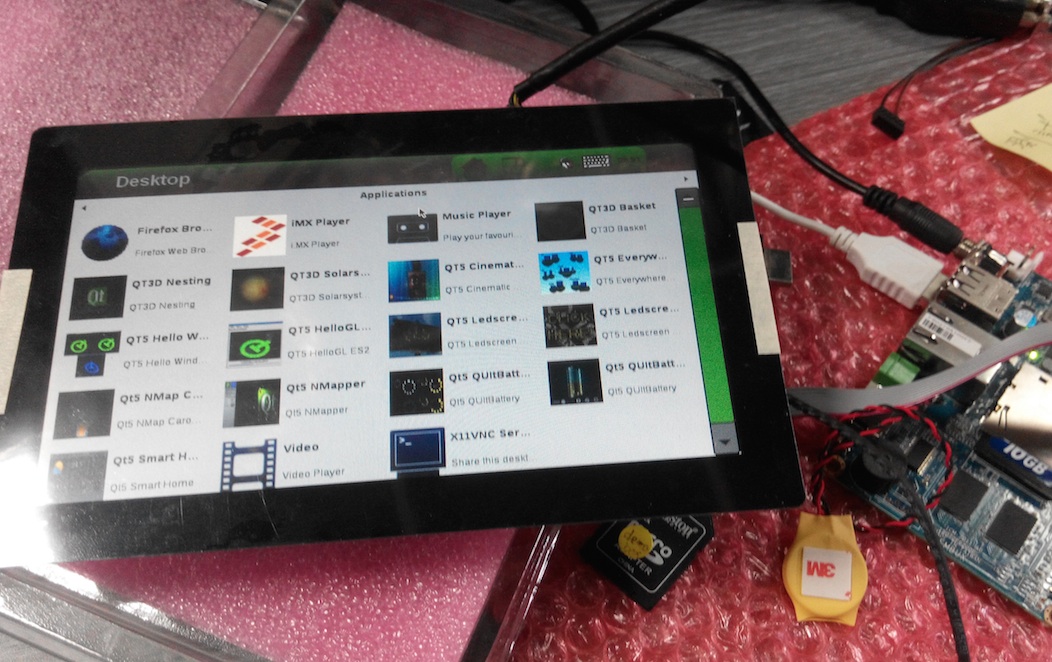 Desktop
Applications
Firefox Bro...
Firefox Web Bro...
iMX Player
i.MX Player
Music Player
Play your favoun...
QT3D Basket
QT3D Basket
QT3D Nesting
QT3D Nesting
QT3D Solars...
QT3D Solarsyst...
QT5 Cinemat...
QT5 Cinematic...
QT5 Everyw...
QT5 Everywhere...
QT5 Hello W...
QT5 Hello Wind...
QT5 HelloGL...
QT5 HelloGL ES2
QT5 Ledscre...
QT5 Ledscreen...
QT5 Ledscre...
QT5 Ledscreen...
Qt5 NMap C...
Qt5 NMap Caro...
Qt5 NMapper
Qt5 NMapper
Qt5 QUItBatt...
Qt5 QUItBattery
Qt5 QUItBatt...
Qt5 QUItBattery
Qt5 Smart H...
Qt5 Smart Home
Video
Video Player
X11VNC Ser...
Share this deskt...
3M